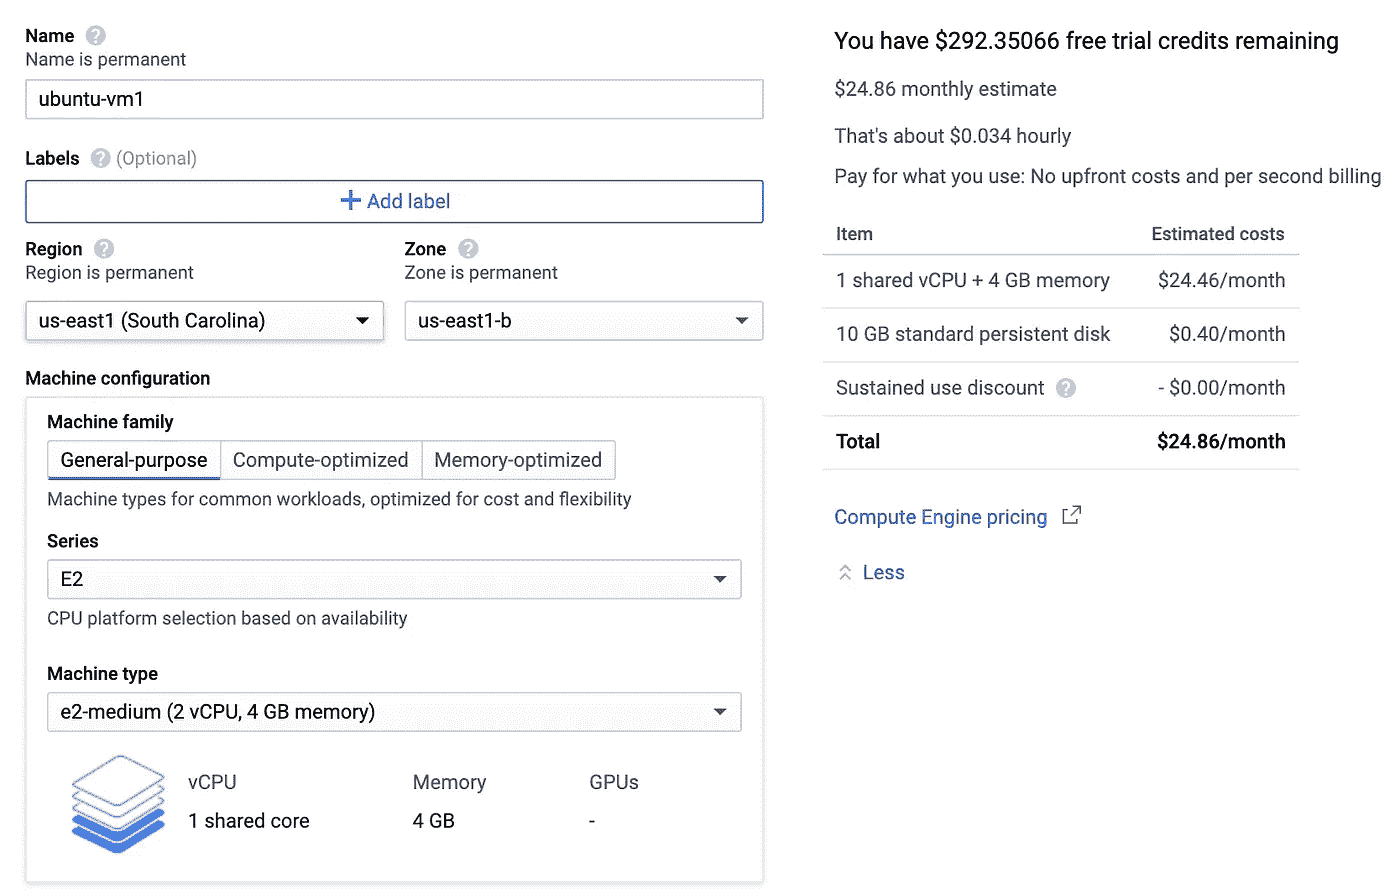 Name ?
Name is permanent
ubuntu-vm1
Labels ? (Optional)
+ Add label
Region ?
Region is permanent
us-east1 (South Carolina)
Zone ?
Zone is permanent
us-east1-b
Machine configuration
Machine family
General-purpose Compute-optimized Memory-optimized
Machine types for common workloads, optimized for cost and flexibility
Series
E2
CPU platform selection based on availability
Machine type
e2-medium (2 vCPU, 4 GB memory)
vCPU Memory GPUs
1 shared core 4 GB -
You have $292.35066 free trial credits remaining
$24.86 monthly estimate
That's about $0.034 hourly
Pay for what you use: No upfront costs and per second billing
Item Estimated costs
1 shared vCPU + 4 GB memory $24.46/month
10 GB standard persistent disk $0.40/month
Sustained use discount ? - $0.00/month
Total $24.86/month
Compute Engine pricing
Less